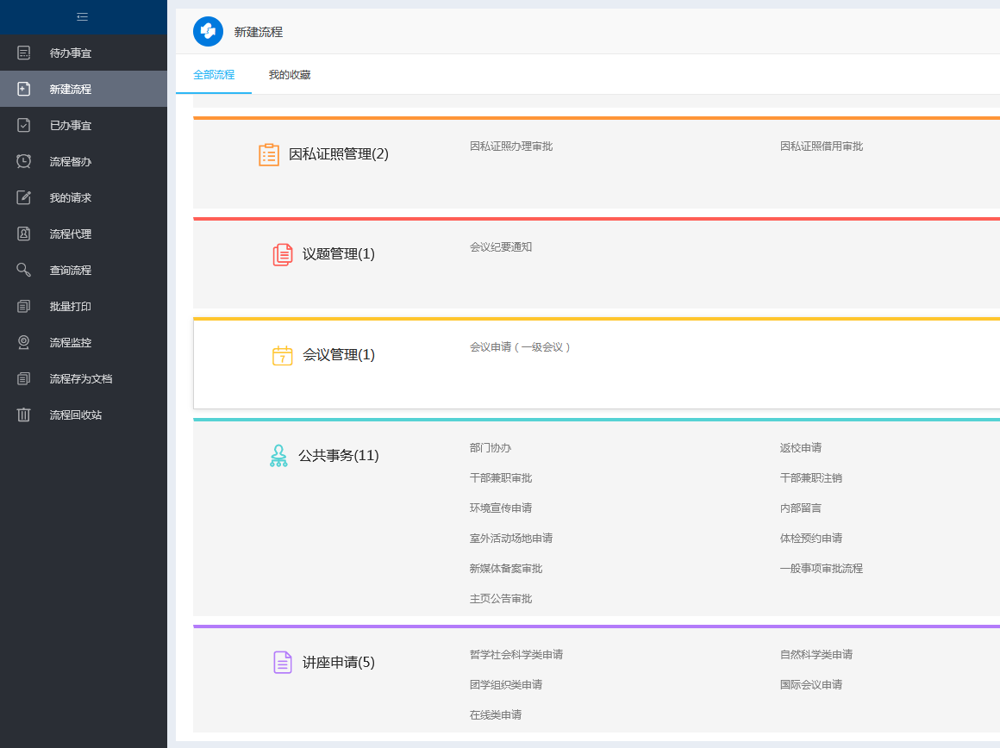 待办事宜
新建流程
已办事宜
流程督办
我的请求
流程代理
查询流程
批量打印
流程监控
流程存为文档
流程回收站
新建流程
全部流程 我的收藏
因私证照管理(2)
因私证照办理审批 因私证照借用审批
议题管理(1)
会议纪要通知
7
会议管理(1)
会议申请（一级会议）
公共事务(11)
部门协办 返校申请
干部兼职审批 干部兼职注销
环境宣传申请 内部留言
室外活动场地申请 体检预约申请
新媒体备案审批 一般事项审批流程
主页公告审批
讲座申请(5)
哲学社会科学类申请 自然科学类申请
团学组织类申请 国际会议申请
在线类申请